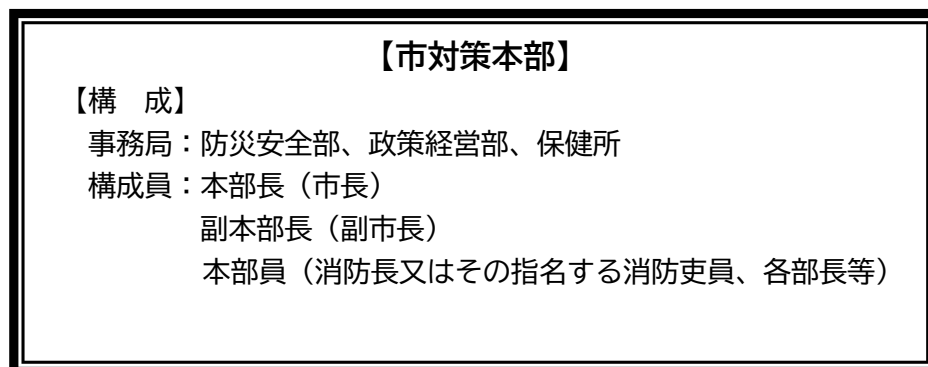 【市対策本部】
【構　成】
事務局：防災安全部、政策経営部、保健所
構成員：本部長（市長）
副本部長（副市長）
本部員（消防長又はその指名する消防吏員、各部長等）